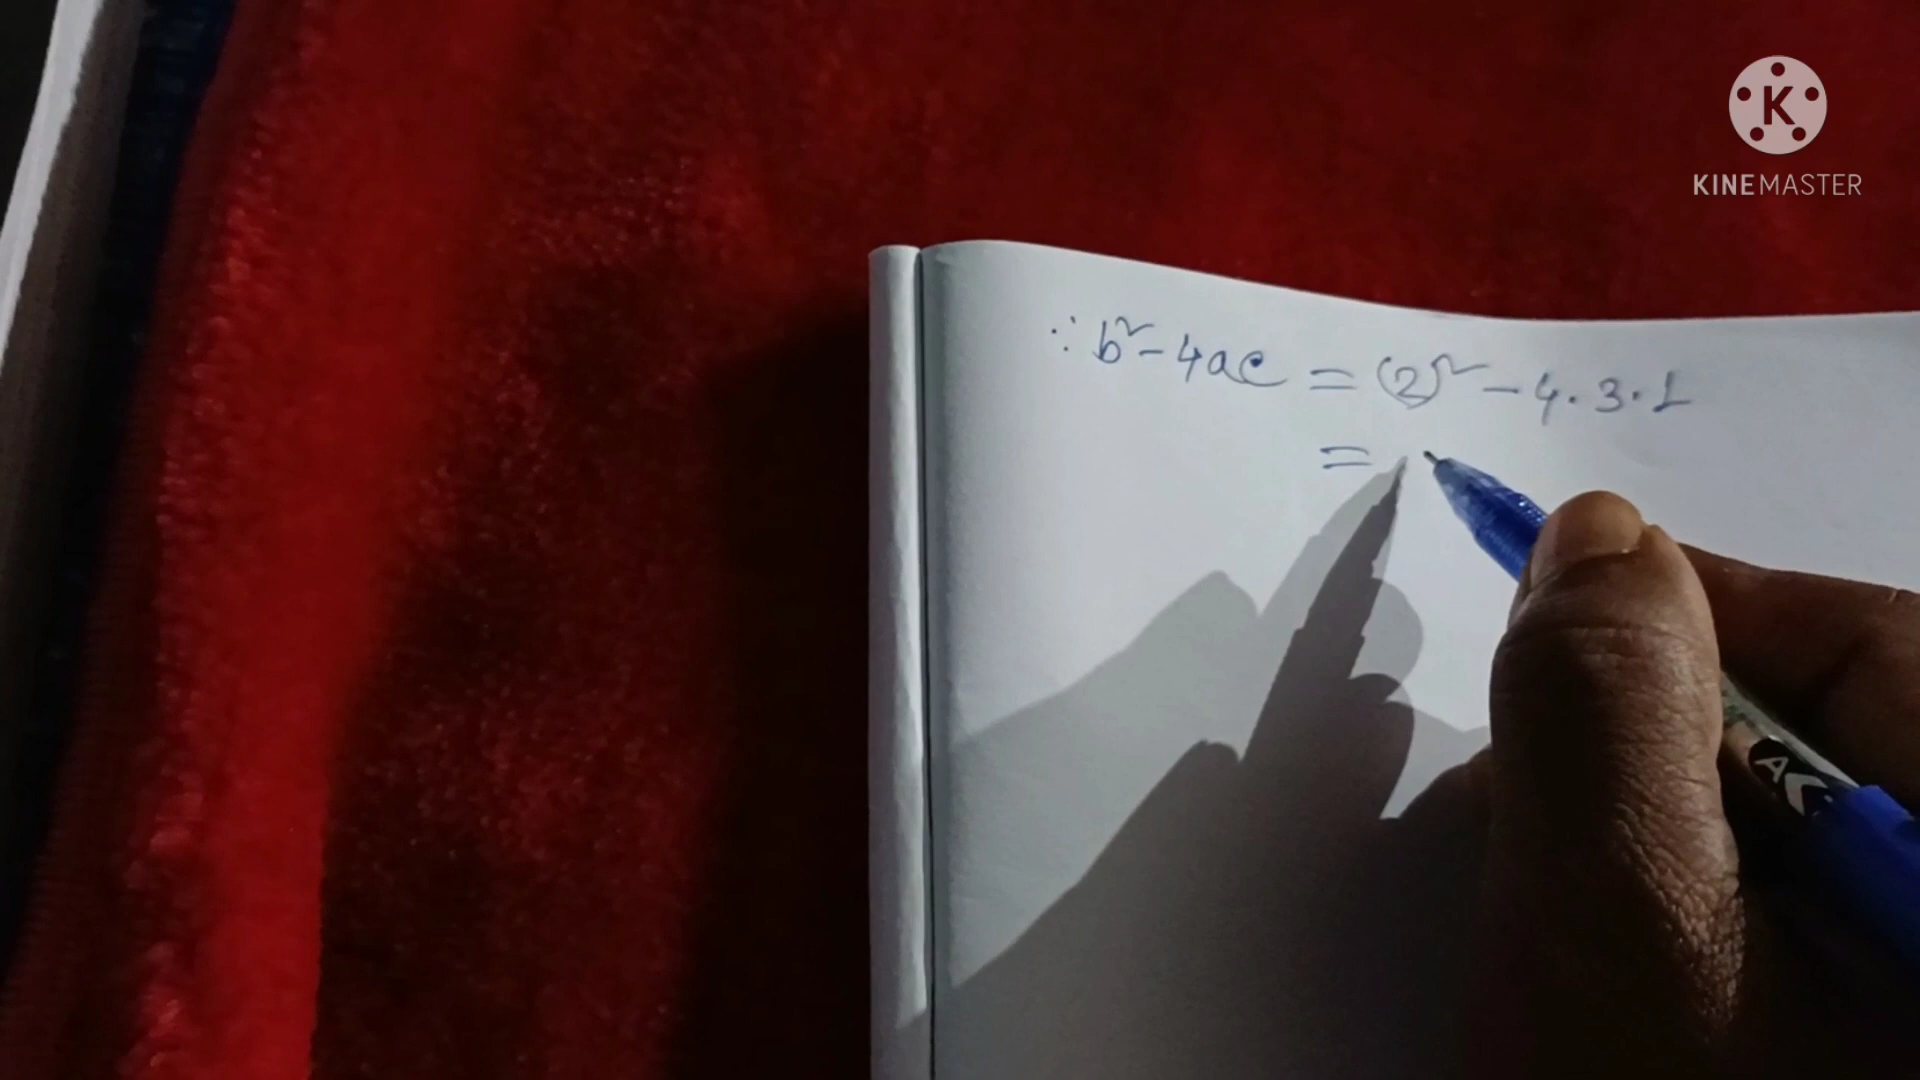 K
KINEMASTER
∵ b² - 4ac = (2)² - 4·3·1
=